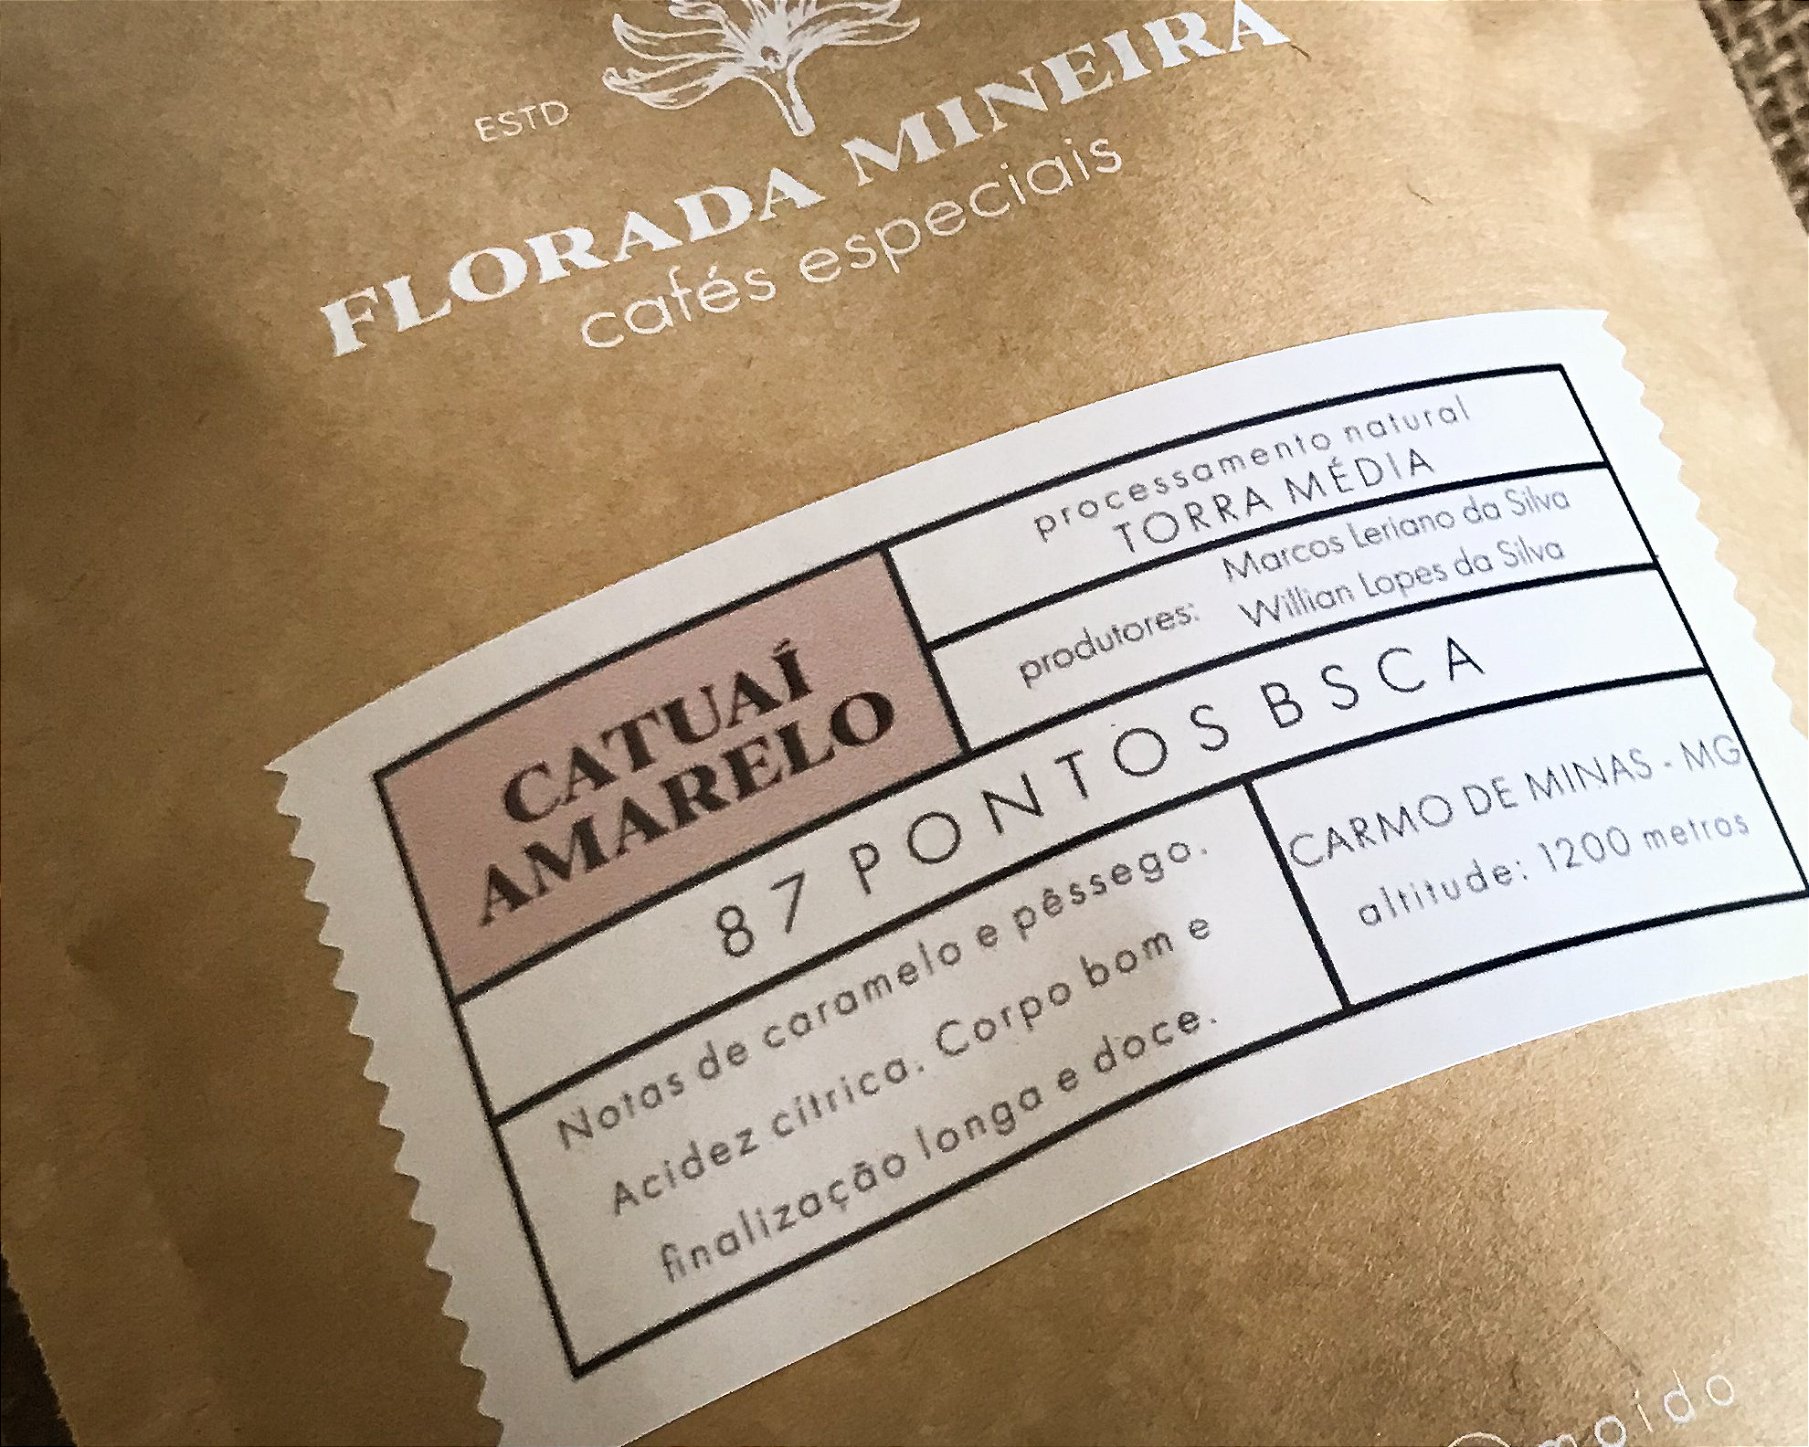 ESTD
FLORADA MINEIRA
cafés especiais
processamento natural
TORRA MÉDIA
CATUAÍ
AMARELO
produtores:
Marcos Leriano da Silva
Willian Lopes da Silva
87 PONTOS BSCA
Notas de caramelo e pêssego.
Acidez cítrica. Corpo bom e
finalização longa e doce.
CARMO DE MINAS - MG
altitude: 1200 metros
moído